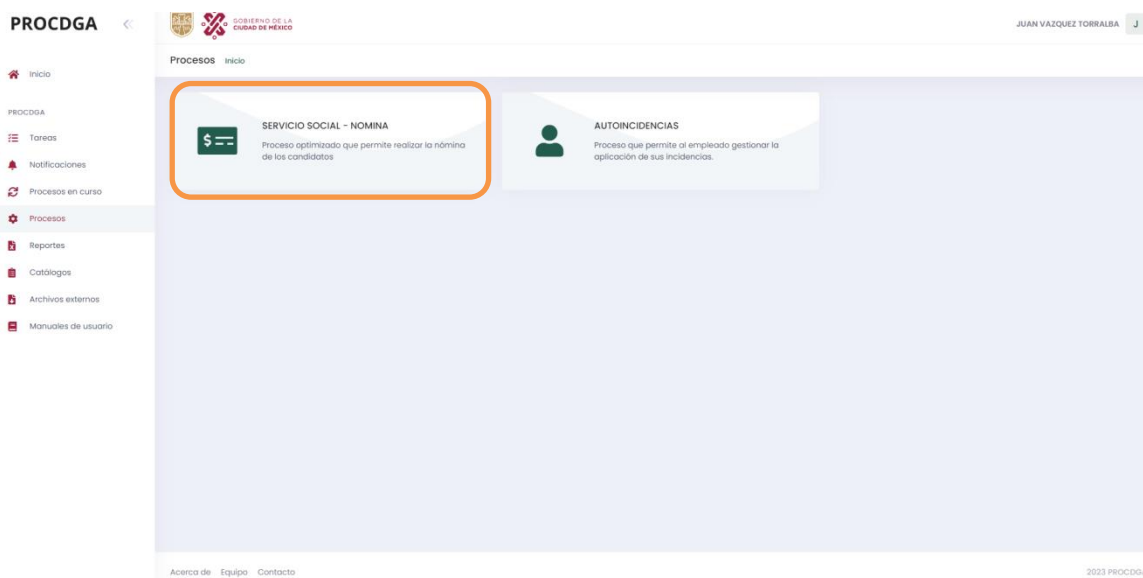 PROCDGA
GOBIERNO DE LA
CIUDAD DE MÉXICO
JUAN VAZQUEZ TORRALBA J
Procesos Inicio
Inicio
PROCDGA
Tareas
Notificaciones
Procesos en curso
Procesos
Reportes
Catálogos
Archivos externos
Manuales de usuario
SERVICIO SOCIAL - NOMINA
Proceso optimizado que permite realizar la nómina
de los candidatos
AUTOINCIDENCIAS
Proceso que permite al empleado gestionar la
aplicación de sus incidencias.
Acerca de Equipo Contacto
2023 PROCDGA